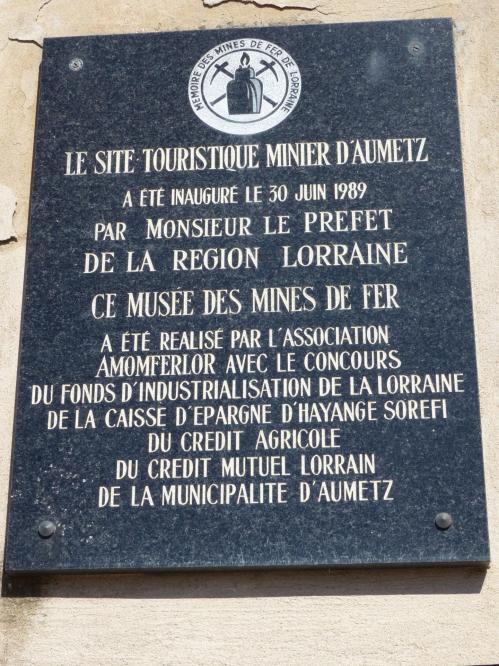 MEMOIRE DES MINES DE FER DE LORRAINE
LE SITE TOURISTIQUE MINIER D'AUMETZ
A ÉTÉ INAUGURÉ LE 30 JUIN 1989
PAR MONSIEUR LE PREFET
DE LA REGION LORRAINE
CE MUSÉE DES MINES DE FER
A ÉTÉ REALISÉ PAR L'ASSOCIATION
AMOMFERLOR AVEC LE CONCOURS
DU FONDS D'INDUSTRIALISATION DE LA LORRAINE
DE LA CAISSE D'EPARGNE D'HAYANGE SOREFI
DU CREDIT AGRICOLE
DU CREDIT MUTUEL LORRAIN
DE LA MUNICIPALITE D'AUMETZ